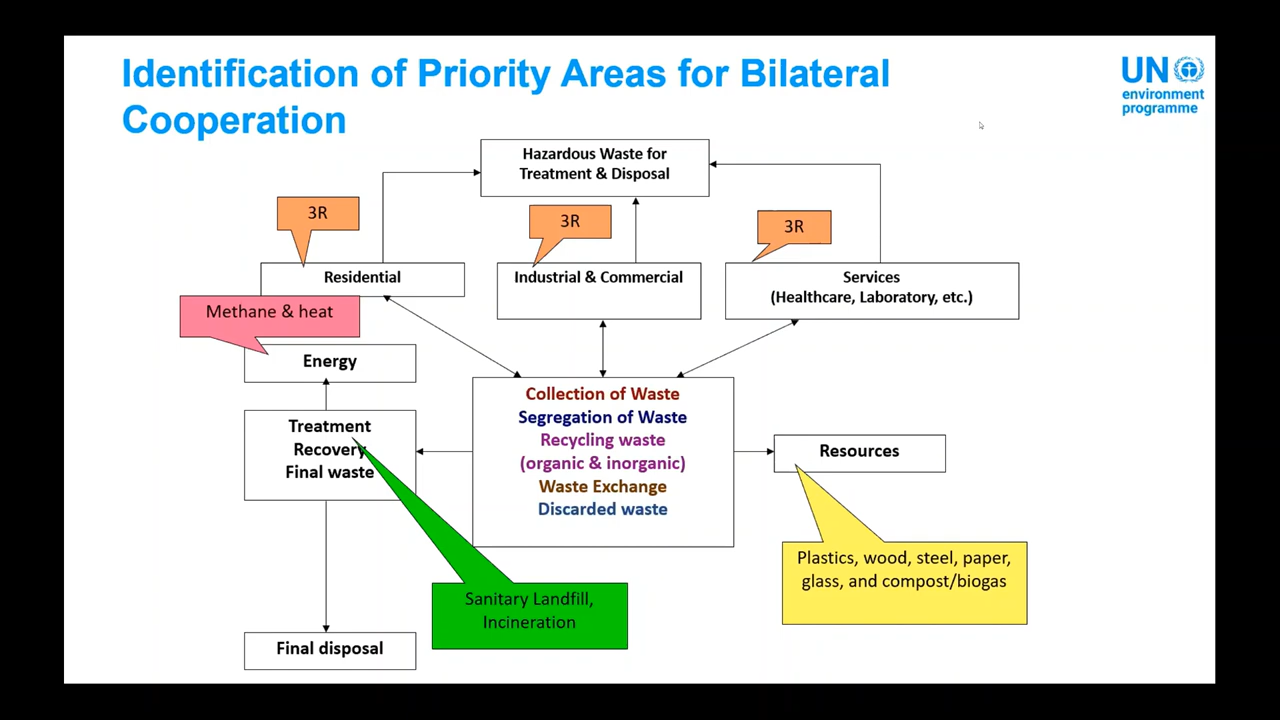 Identification of Priority Areas for Bilateral
Cooperation
UN
environment
programme
Hazardous Waste for
Treatment & Disposal
3R
3R
3R
Residential
Industrial & Commercial
Services
(Healthcare, Laboratory, etc.)
Methane & heat
Energy
Treatment
Recovery
Final waste
Collection of Waste
Segregation of Waste
Recycling waste
(organic & inorganic)
Waste Exchange
Discarded waste
Resources
Plastics, wood, steel, paper,
glass, and compost/biogas
Sanitary Landfill,
Incineration
Final disposal